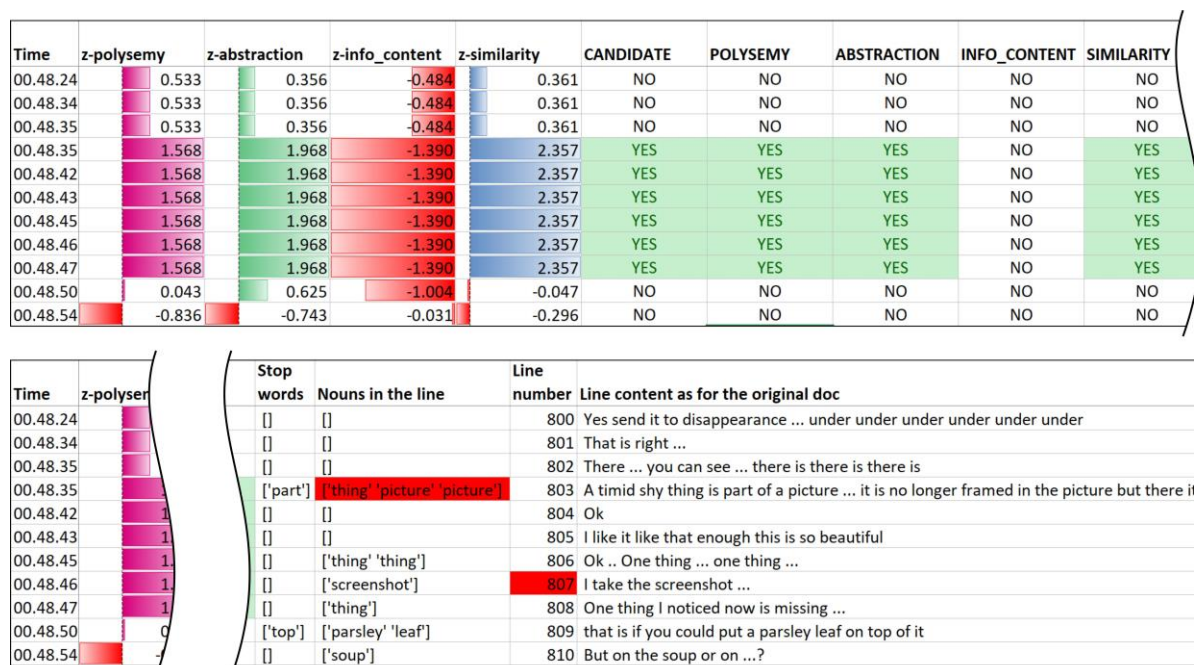 Time z-polysemy z-abstraction z-info_content z-similarity CANDIDATE POLYSEMY ABSTRACTION INFO_CONTENT SIMILARITY
00.48.24 0.533 0.356 -0.484 0.361 NO NO NO NO NO
00.48.34 0.533 0.356 -0.484 0.361 NO NO NO NO NO
00.48.35 0.533 0.356 -0.484 0.361 NO NO NO NO NO
00.48.35 1.568 1.968 -1.390 2.357 YES YES YES NO YES
00.48.42 1.568 1.968 -1.390 2.357 YES YES YES NO YES
00.48.43 1.568 1.968 -1.390 2.357 YES YES YES NO YES
00.48.45 1.568 1.968 -1.390 2.357 YES YES YES NO YES
00.48.46 1.568 1.968 -1.390 2.357 YES YES YES NO YES
00.48.47 1.568 1.968 -1.390 2.357 YES YES YES NO YES
00.48.50 0.043 0.625 -1.004 -0.047 NO NO NO NO NO
00.48.54 -0.836 -0.743 -0.031 -0.296 NO NO NO NO NO
Stop Line
Time z-polyser words Nouns in the line number Line content as for the original doc
00.48.24 [] [] 800 Yes send it to disappearance ... under under under under under under
00.48.34 [] [] 801 That is right ...
00.48.35 [] [] 802 There ... you can see ... there is there is there is
00.48.35 1 ['part'] ['thing' 'picture' 'picture'] 803 A timid shy thing is part of a picture ... it is no longer framed in the picture but there it
00.48.42 1 [] [] 804 Ok
00.48.43 1. [] [] 805 I like it like that enough this is so beautiful
00.48.45 1. [] ['thing' 'thing'] 806 Ok .. One thing ... one thing ...
00.48.46 1. [] ['screenshot'] 807 I take the screenshot ...
00.48.47 1 [] ['thing'] 808 One thing I noticed now is missing ...
00.48.50 0 ['top'] ['parsley' 'leaf'] 809 that is if you could put a parsley leaf on top of it
00.48.54 - [] ['soup'] 810 But on the soup or on ...?